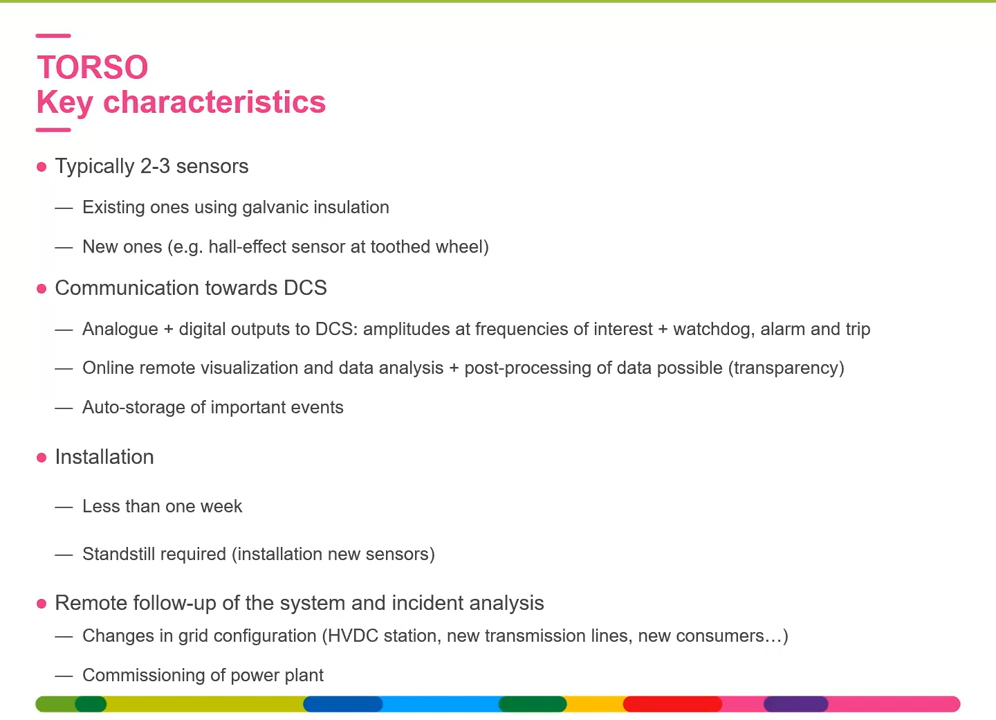 TORSO
Key characteristics
● Typically 2-3 sensors
— Existing ones using galvanic insulation
— New ones (e.g. hall-effect sensor at toothed wheel)
● Communication towards DCS
— Analogue + digital outputs to DCS: amplitudes at frequencies of interest + watchdog, alarm and trip
— Online remote visualization and data analysis + post-processing of data possible (transparency)
— Auto-storage of important events
● Installation
— Less than one week
— Standstill required (installation new sensors)
● Remote follow-up of the system and incident analysis
— Changes in grid configuration (HVDC station, new transmission lines, new consumers…)
— Commissioning of power plant